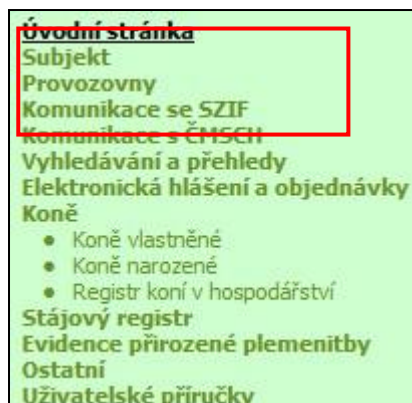 Úvodní stránka
Subjekt
Provozovny
Komunikace se SZIF
Komunikace s ČMSCH
Vyhledávání a přehledy
Elektronická hlášení a objednávky
Koně
Koně vlastněné
Koně narozené
Registr koní v hospodářství
Stájový registr
Evidence přirozené plemenitby
Ostatní
Uživatelské příručky